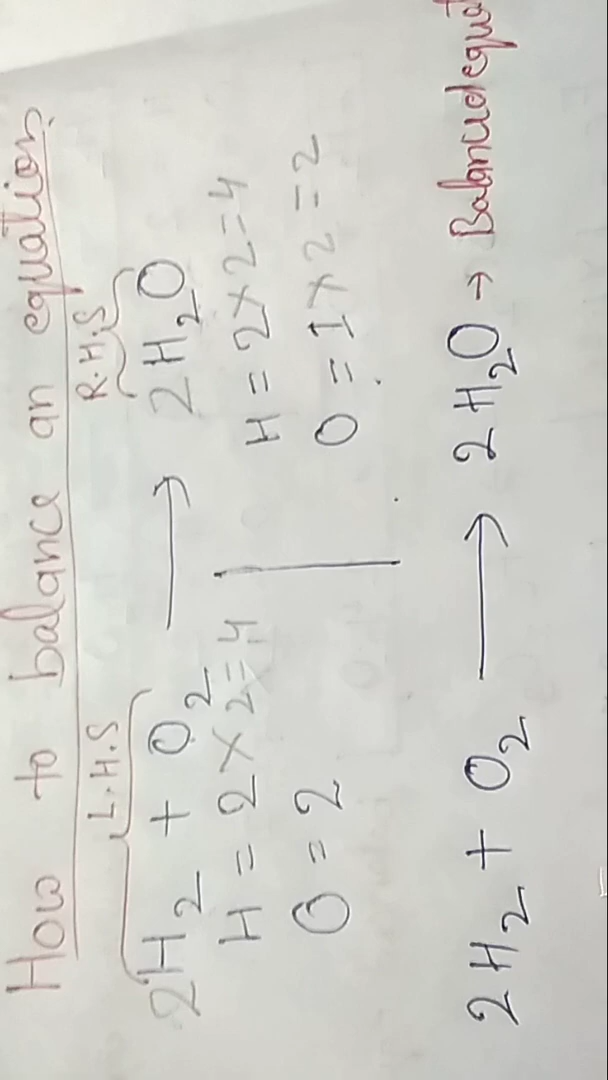 How to balance an equation
L.H.S R.H.S
2H₂ + O₂ → 2H₂O
H = 2×2=4 | H = 2×2=4
O = 2 | O = 1×2=2
2H₂ + O₂ → 2H₂O → Balanced